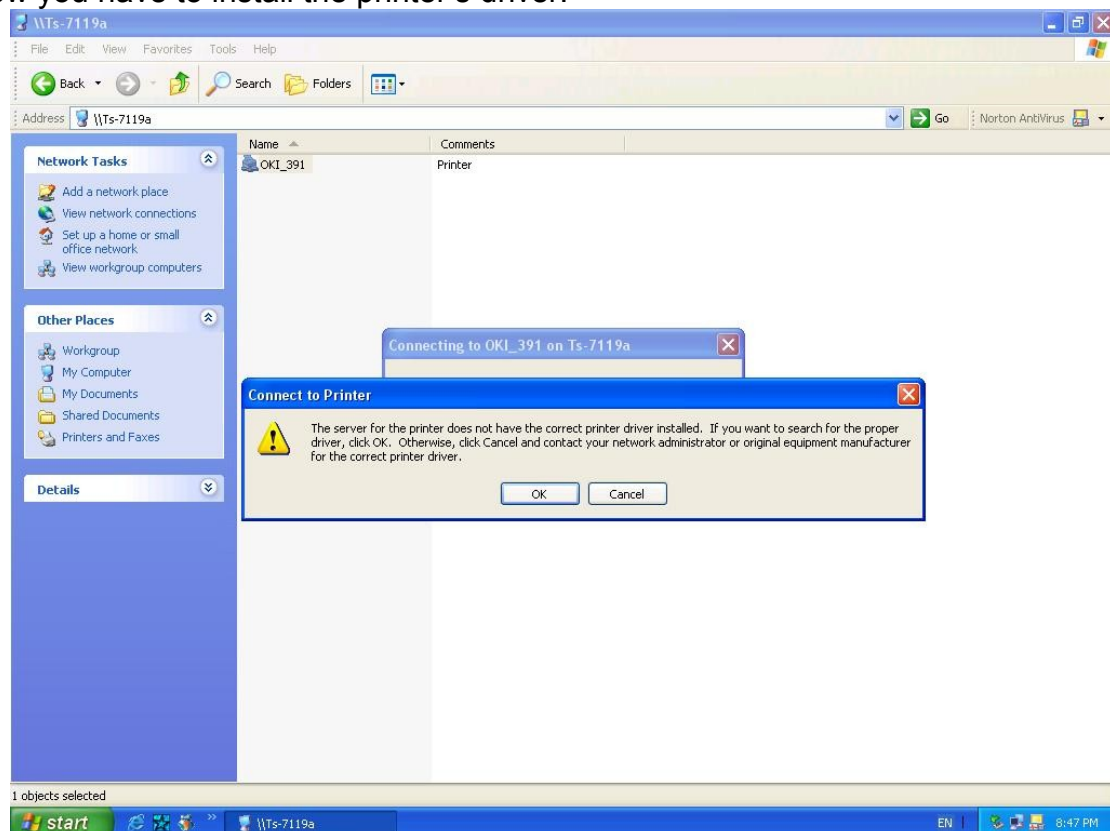 you have to install the printer's driver.
\\Ts-7119a
File Edit View Favorites Tools Help
Back Search Folders
Address \\Ts-7119a Go Norton AntiVirus
Name Comments
Network Tasks
OKI_391 Printer
Add a network place
View network connections
Set up a home or small
office network
View workgroup computers
Other Places
Workgroup
My Computer
My Documents
Shared Documents
Printers and Faxes
Details
Connecting to OKI_391 on Ts-7119a
Connect to Printer
The server for the printer does not have the correct printer driver installed. If you want to search for the proper
driver, click OK. Otherwise, click Cancel and contact your network administrator or original equipment manufacturer
for the correct printer driver.
OK Cancel
1 objects selected
start \\Ts-7119a EN 8:47 PM